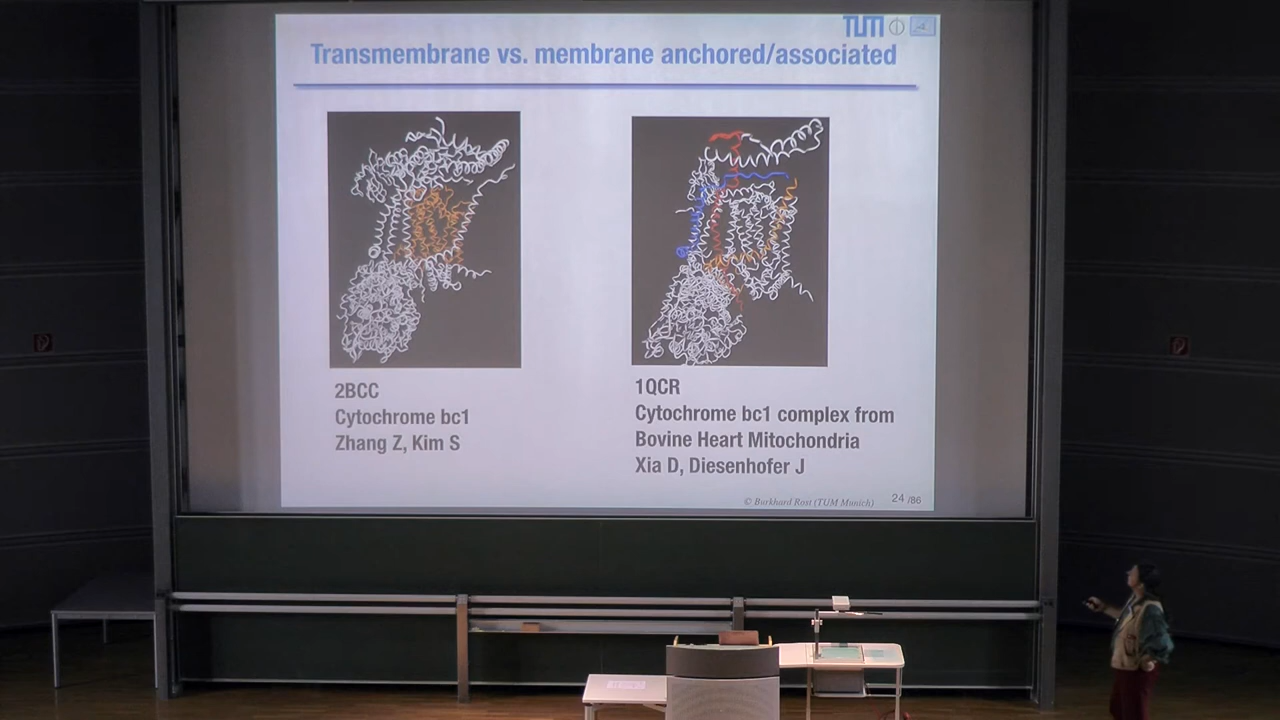 TUM
Transmembrane vs. membrane anchored/associated
2BCC
Cytochrome bc1
Zhang Z, Kim S
1QCR
Cytochrome bc1 complex from
Bovine Heart Mitochondria
Xia D, Diesenhofer J
© Burkhard Rost (TUM Munich)
24 /86